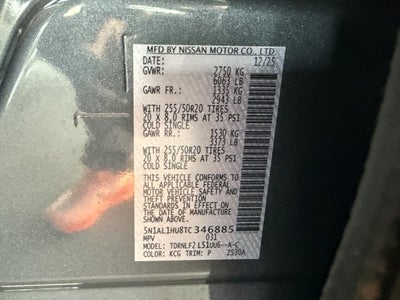 MFD BY NISSAN MOTOR CO., LTD.
DATE: 12/25
GVWR: 2750 KG
6063 LB
GAWR FR.: 1335 KG
2943 LB
WITH 255/50R20 TIRES
20 X 8.0 RIMS AT 35 PSI
COLD SINGLE
GAWR RR.: 1530 KG
3373 LB
WITH 255/50R20 TIRES
20 X 8.0 RIMS AT 35 PSI
COLD SINGLE
THIS VEHICLE CONFORMS TO
ALL APPLICABLE FEDERAL
MOTOR VEHICLE SAFETY
STANDARDS IN EFFECT ON
THE DATE OF MANUFACTURE
SHOWN ABOVE.
5N1AL1HU8TC346885
MPV 031
MODEL: TDRNLF2 L51UU6--A-C
COLOR: KCG TRIM: P ZS30A